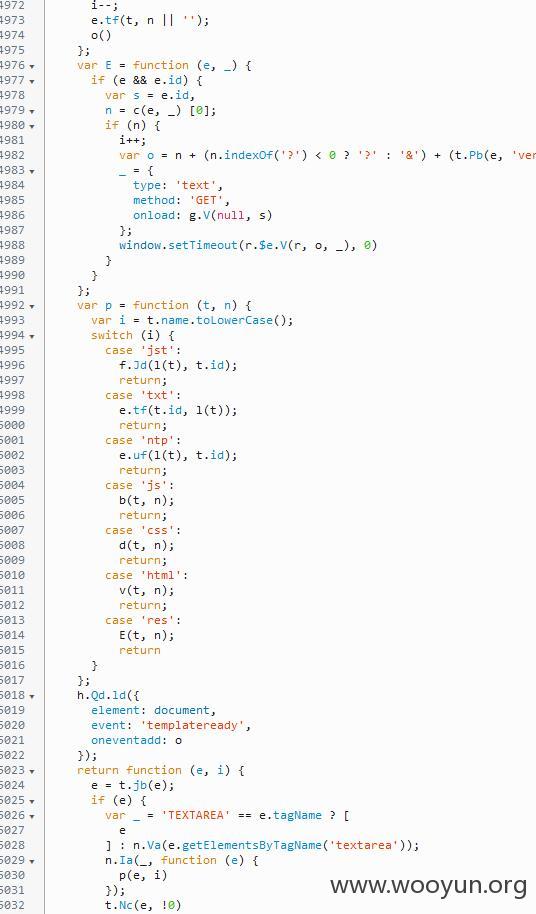 4972 i--;
4973 e.tf(t, n || '');
4974 o()
4975 };
4976 var E = function (e, _) {
4977 if (e && e.id) {
4978 var s = e.id,
4979 n = c(e, _) [0];
4980 if (n) {
4981 i++;
4982 var o = n + (n.indexOf('?') < 0 ? '?' : '&') + (t.Pb(e, 'ver
4983 _ = {
4984 type: 'text',
4985 method: 'GET',
4986 onload: g.V(null, s)
4987 };
4988 window.setTimeout(r.$e.V(r, o, _), 0)
4989 }
4990 }
4991 };
4992 var p = function (t, n) {
4993 var i = t.name.toLowerCase();
4994 switch (i) {
4995 case 'jst':
4996 f.Jd(l(t), t.id);
4997 return;
4998 case 'txt':
4999 e.tf(t.id, l(t));
5000 return;
5001 case 'ntp':
5002 e.uf(l(t), t.id);
5003 return;
5004 case 'js':
5005 b(t, n);
5006 return;
5007 case 'css':
5008 d(t, n);
5009 return;
5010 case 'html':
5011 v(t, n);
5012 return;
5013 case 'res':
5014 E(t, n);
5015 return
5016 }
5017 };
5018 h.Qd.ld({
5019 element: document,
5020 event: 'templateready',
5021 oneventadd: o
5022 });
5023 return function (e, i) {
5024 e = t.jb(e);
5025 if (e) {
5026 var _ = 'TEXTAREA' == e.tagName ? [
5027 e
5028 ] : n.Va(e.getElementsByTagName('textarea'));
5029 n.Ia(_, function (e) {
5030 p(e, i)
5031 });
5032 t.Nc(e, !0)
www.wooyun.org